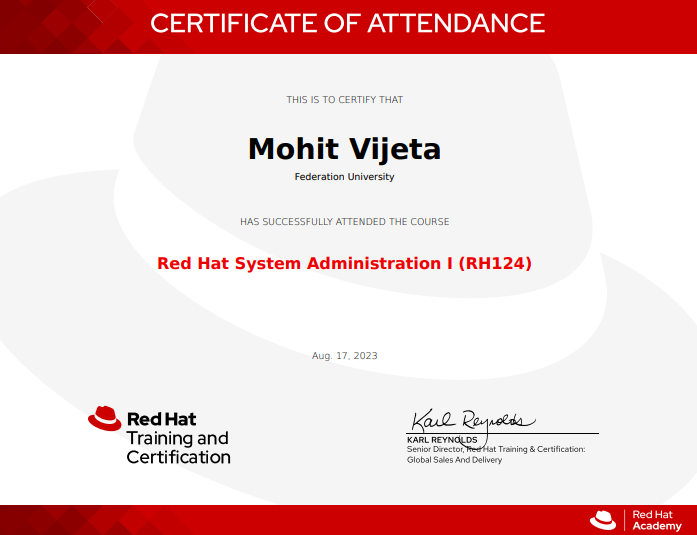 CERTIFICATE OF ATTENDANCE
THIS IS TO CERTIFY THAT
Mohit Vijeta
Federation University
HAS SUCCESSFULLY ATTENDED THE COURSE
Red Hat System Administration I (RH124)
Aug. 17, 2023
Red Hat
Training and
Certification
Karl Reynolds
KARL REYNOLDS
Senior Director, Red Hat Training & Certification:
Global Sales And Delivery
Red Hat
Academy